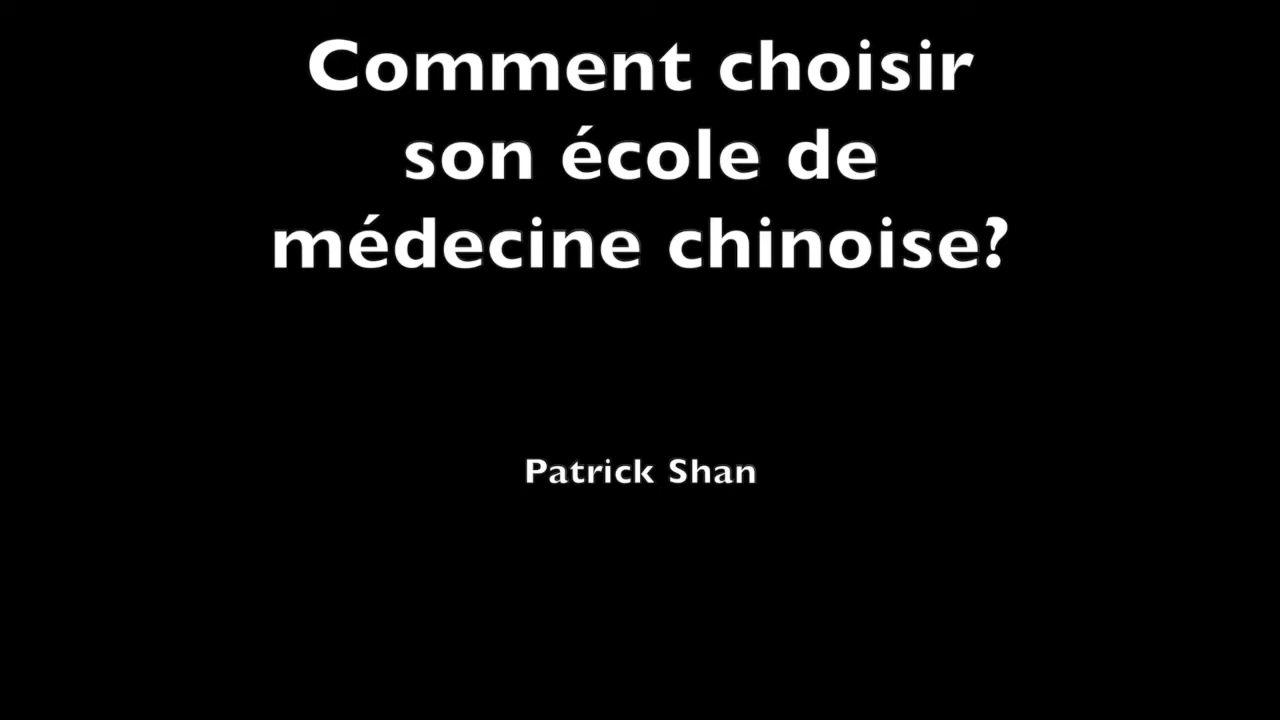 Comment choisir
son école de
médecine chinoise?
Patrick Shan